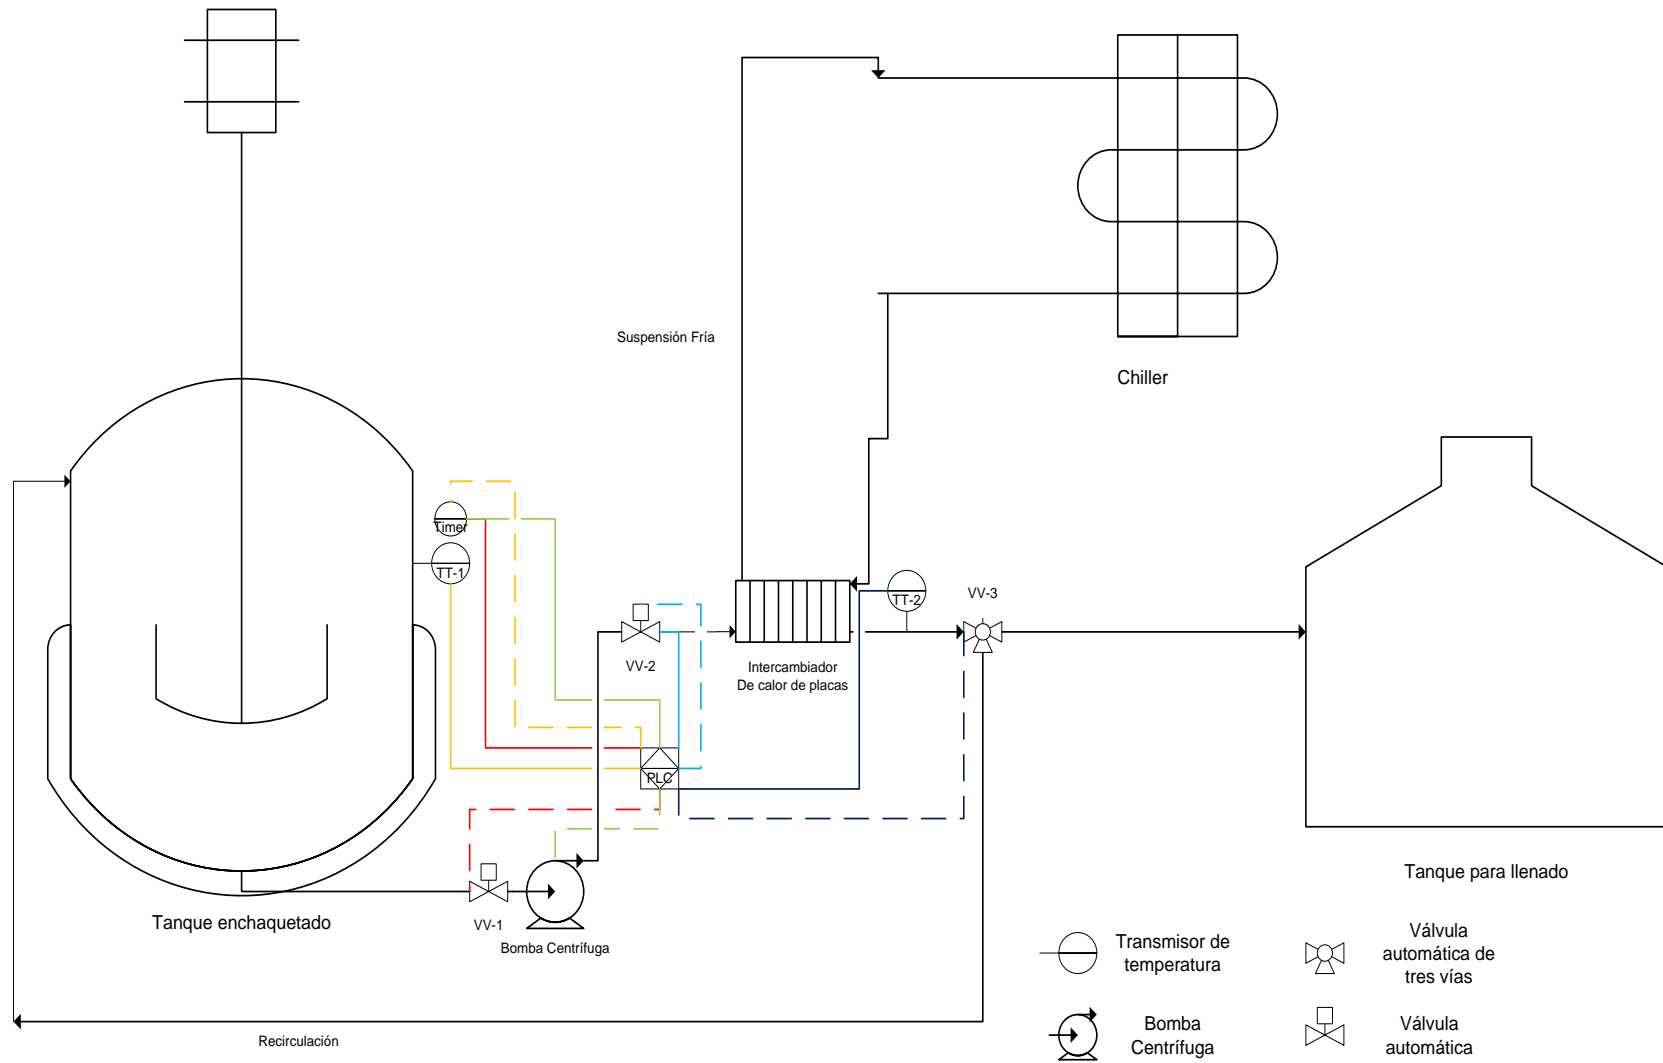 Suspensión Fría
Chiller
Timer
TT-1
TT-2
VV-3
VV-2
Intercambiador
De calor de placas
PLC
Tanque para llenado
Tanque enchaquetado
VV-1
Bomba Centrífuga
Transmisor de
temperatura
Válvula
automática de
tres vías
Bomba
Centrífuga
Válvula
automática
Recirculación